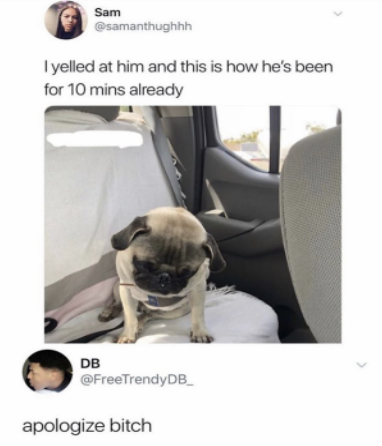 Sam
@samanthughhh
I yelled at him and this is how he's been
for 10 mins already
DB
@FreeTrendyDB_
apologize bitch